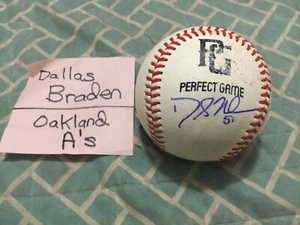 Dallas
Braden
Oakland
A's
PG
PERFECT GAME
51